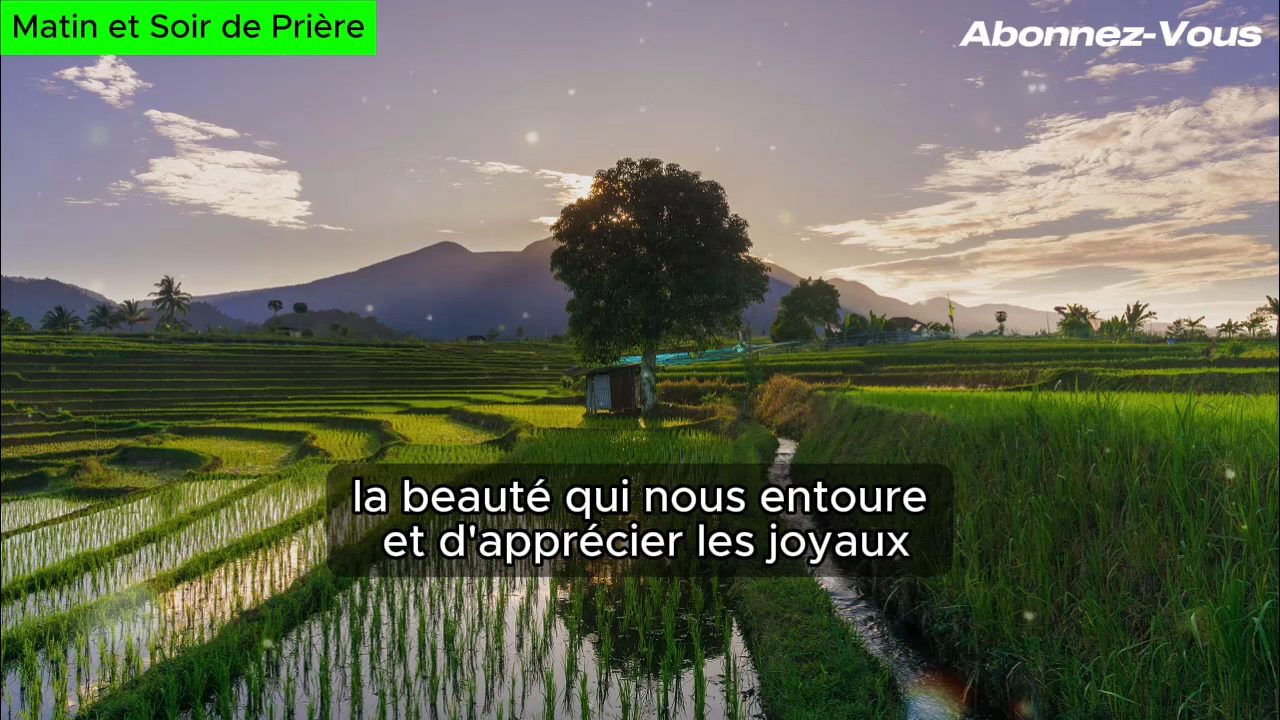 Matin et Soir de Prière
Abonnez-Vous
la beauté qui nous entoure
et d'apprécier les joyaux